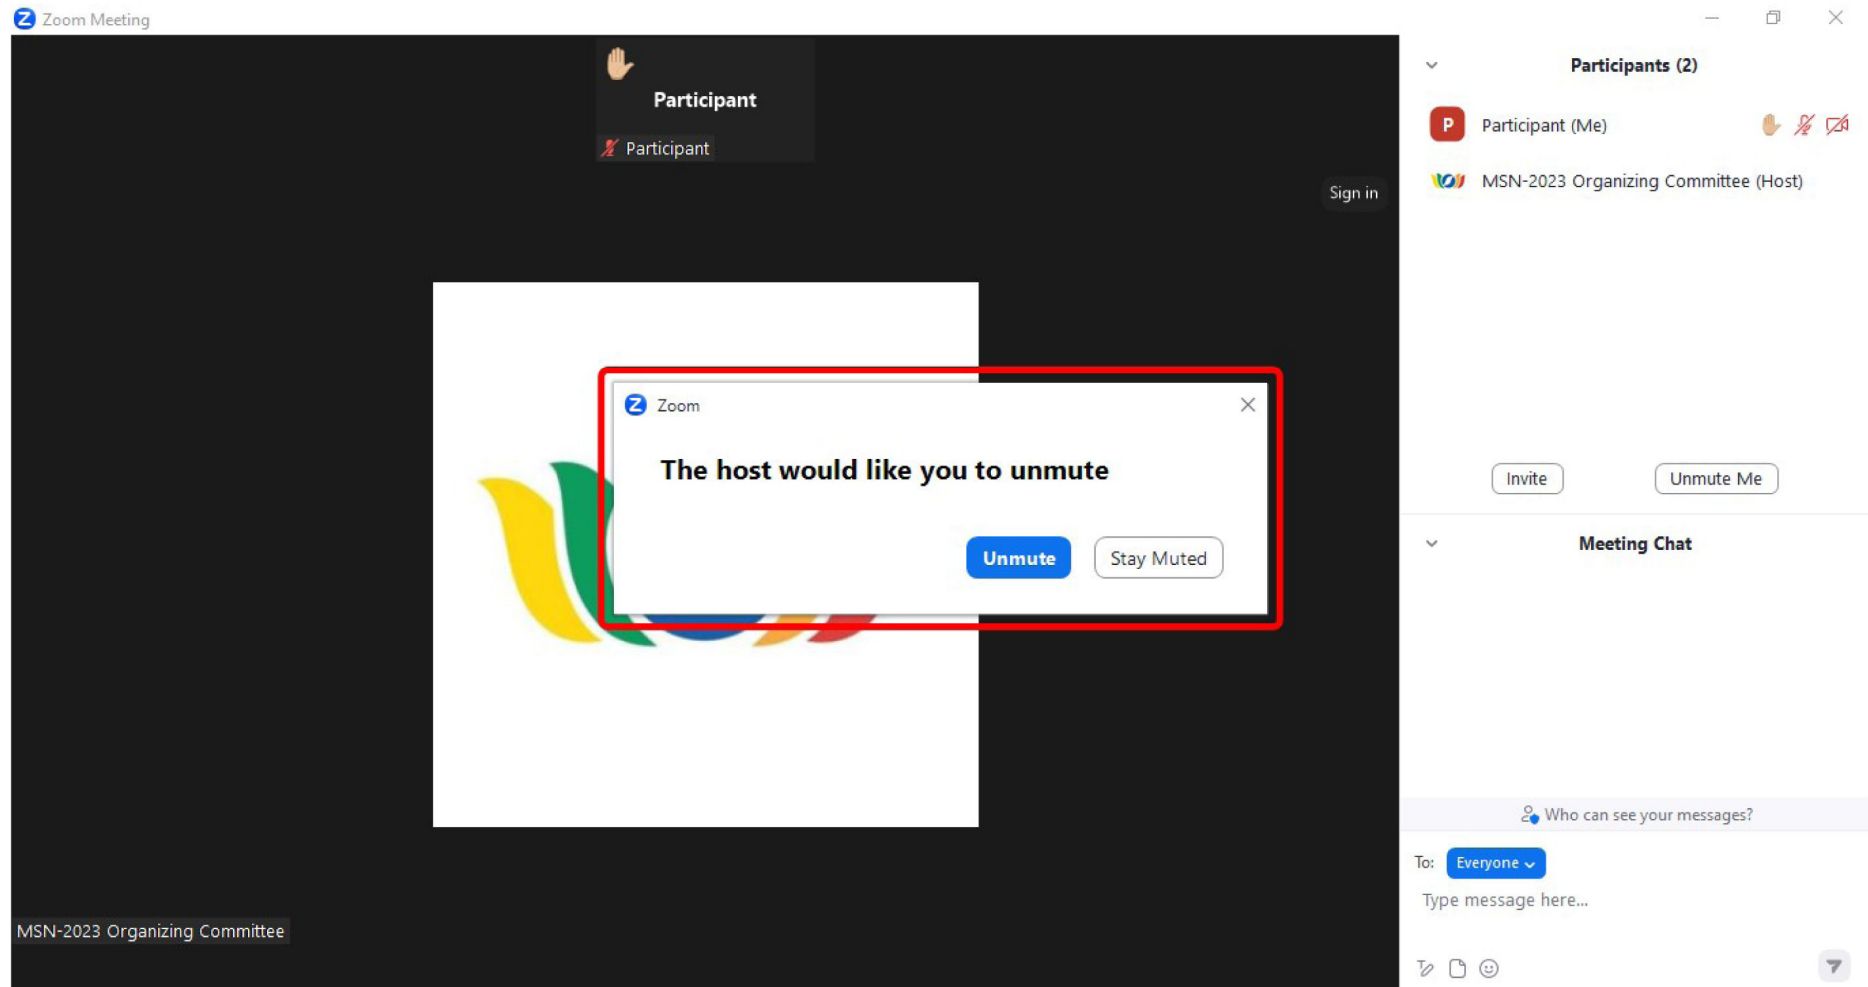 Zoom Meeting
Participant
Participant
Sign in
Zoom
The host would like you to unmute
Unmute
Stay Muted
MSN-2023 Organizing Committee
Participants (2)
P
Participant (Me)
MSN-2023 Organizing Committee (Host)
Invite
Unmute Me
Meeting Chat
Who can see your messages?
To: Everyone
Type message here...